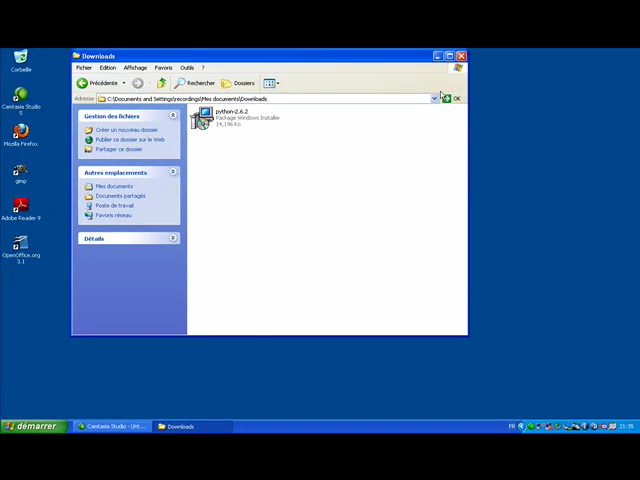 Downloads
Fichier Edition Affichage Favoris Outils ?
Précédente Rechercher Dossiers
Adresse C:\Documents and Settings\recordings\Mes documents\Downloads OK
Gestion des fichiers
Créer un nouveau dossier
Publier ce dossier sur le Web
Partager ce dossier
Autres emplacements
Mes documents
Documents partagés
Poste de travail
Favoris réseau
Détails
python-2.6.2
Package Windows Installer
14,196 Ko
Corbeille
Camtasia Studio
Mozilla Firefox
gimp
Adobe Reader 9
OpenOffice.org
3.1
démarrer Camtasia Studio - Unt... Downloads FR 21:35